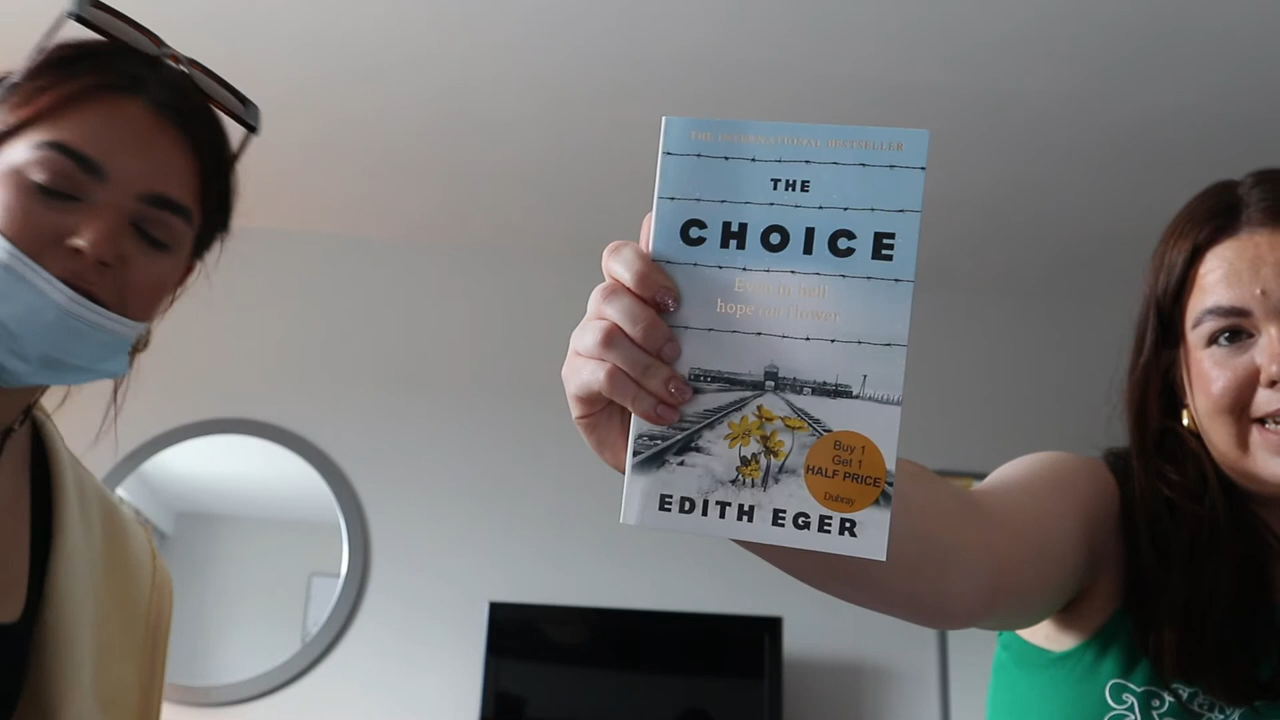 THE INTERNATIONAL BESTSELLER
THE
CHOICE
Even in hell
hope can flower
Buy 1
Get 1
HALF PRICE
Dubray
EDITH EGER